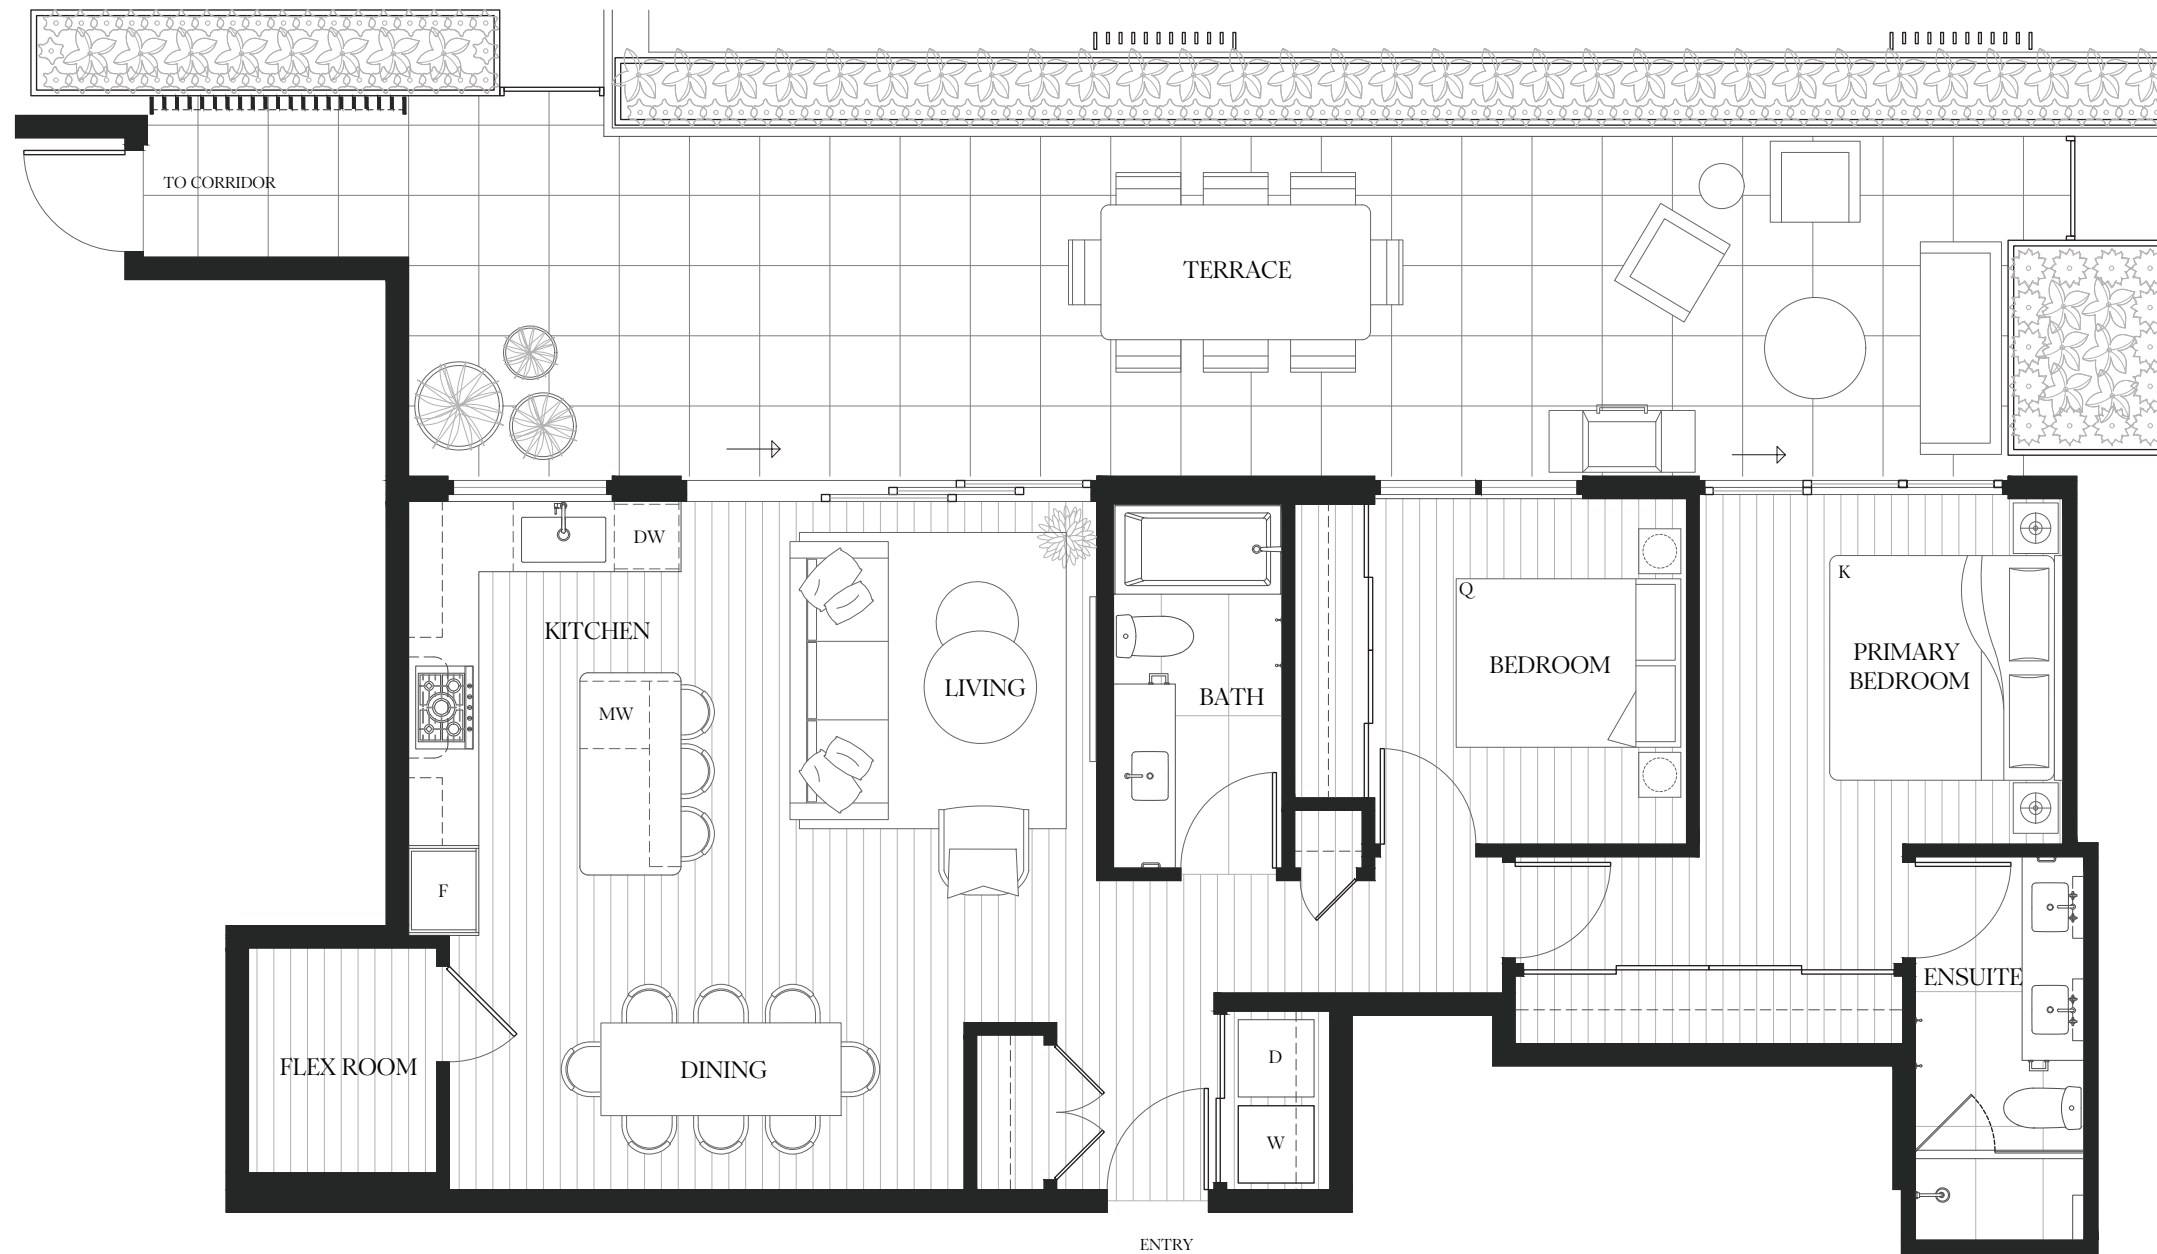 TO CORRIDOR
TERRACE
DW
K
Q
KITCHEN
PRIMARY
BEDROOM
BEDROOM
LIVING
BATH
MW
F
ENSUITE
D
FLEX ROOM
DINING
W
ENTRY